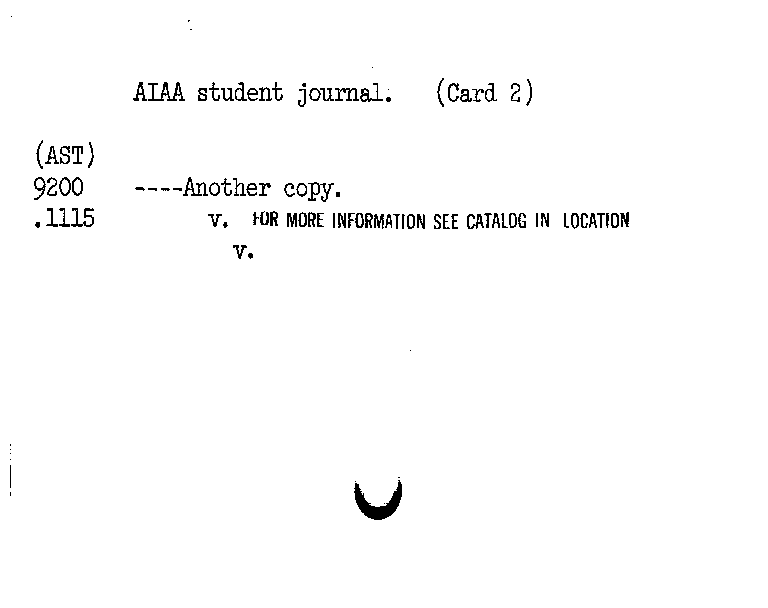 AIAA student journal. (Card 2)
(AST)
9200 ----Another copy.
.1115 v. FOR MORE INFORMATION SEE CATALOG IN LOCATION
v.